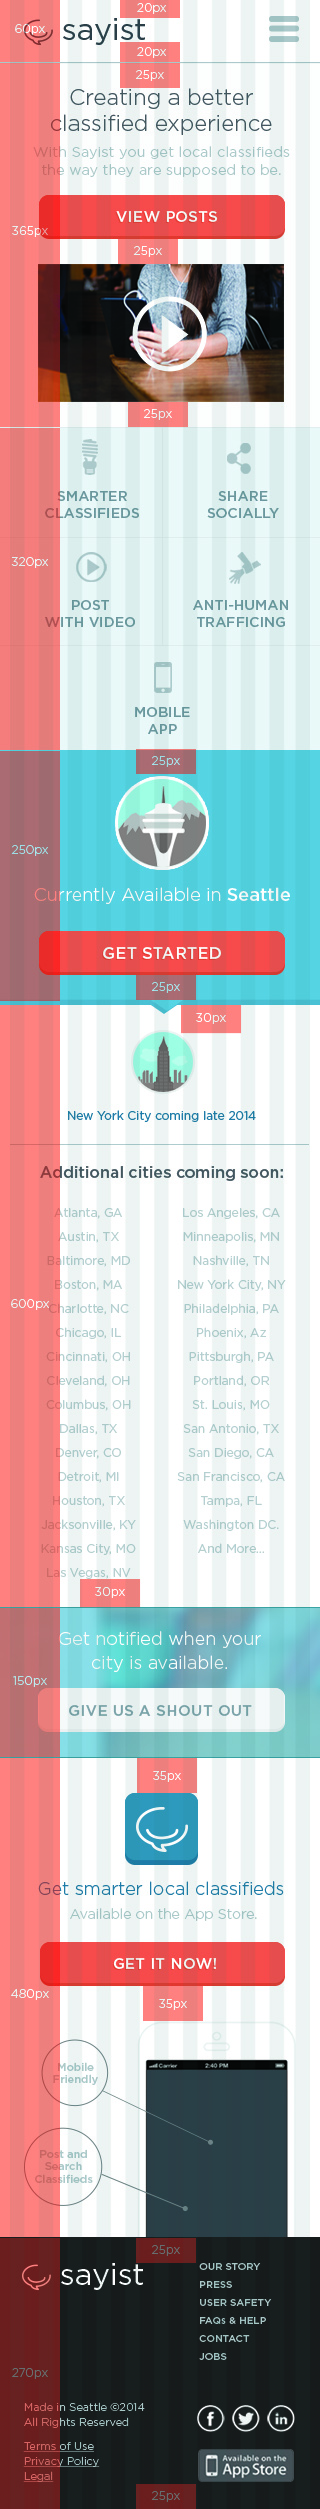 20px
60px
sayist
20px
25px
Creating a better
classified experience
With Sayist you get local classifieds
the way they are supposed to be.
VIEW POSTS
365px
25px
25px
SMARTER
CLASSIFIEDS
SHARE
SOCIALLY
320px
POST
WITH VIDEO
ANTI-HUMAN
TRAFFICING
MOBILE
APP
25px
250px
Currently Available in Seattle
GET STARTED
25px
30px
New York City coming late 2014
Additional cities coming soon:
Atlanta, GA
Austin, TX
Baltimore, MD
Boston, MA
600px
Charlotte, NC
Chicago, IL
Cincinnati, OH
Cleveland, OH
Columbus, OH
Dallas, TX
Denver, CO
Detroit, MI
Houston, TX
Jacksonville, KY
Kansas City, MO
Las Vegas, NV
Los Angeles, CA
Minneapolis, MN
Nashville, TN
New York City, NY
Philadelphia, PA
Phoenix, Az
Pittsburgh, PA
Portland, OR
St. Louis, MO
San Antonio, TX
San Diego, CA
San Francisco, CA
Tampa, FL
Washington DC.
And More...
30px
Get notified when your
city is available.
150px
GIVE US A SHOUT OUT
35px
Get smarter local classifieds
Available on the App Store.
GET IT NOW!
480px
35px
Carrier 2:40 PM
Mobile
Friendly
Post and
Search
Classifieds
25px
sayist
OUR STORY
PRESS
USER SAFETY
FAQs & HELP
CONTACT
JOBS
270px
Made in Seattle ©2014
All Rights Reserved
Terms of Use
Privacy Policy
Legal
Available on the
App Store
25px